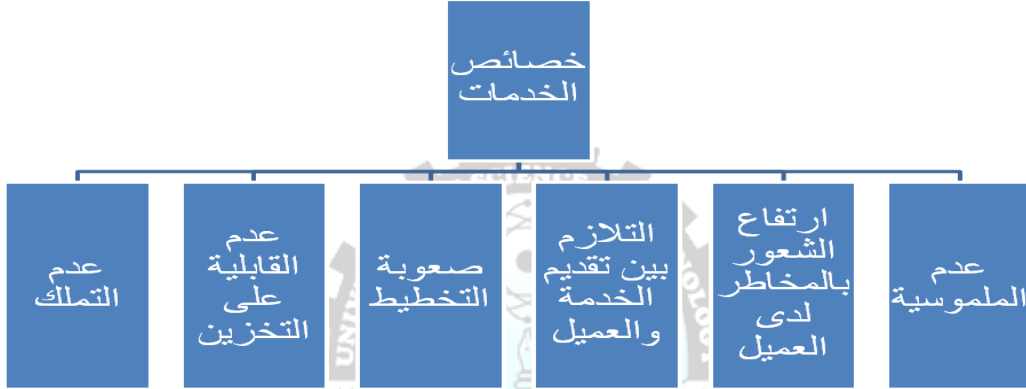 خصائص
الخدمات
عدم
الملموسية
ارتفاع
الشعور
بالمخاطر
لدى
العميل
التلازم
بين تقديم
الخدمة
والعميل
صعوبة
التخطيط
عدم
القابلية
على
التخزين
عدم
التملك